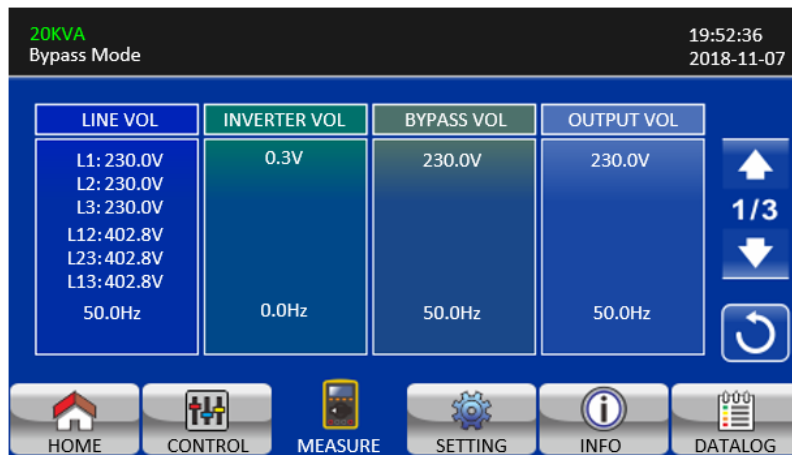 20KVA
Bypass Mode
19:52:36
2018-11-07
LINE VOL
L1:230.0V
L2:230.0V
L3:230.0V
L12:402.8V
L23:402.8V
L13:402.8V
50.0Hz
INVERTER VOL
0.3V
0.0Hz
BYPASS VOL
230.0V
50.0Hz
OUTPUT VOL
230.0V
50.0Hz
1/3
HOME
CONTROL
MEASURE
SETTING
INFO
DATALOG